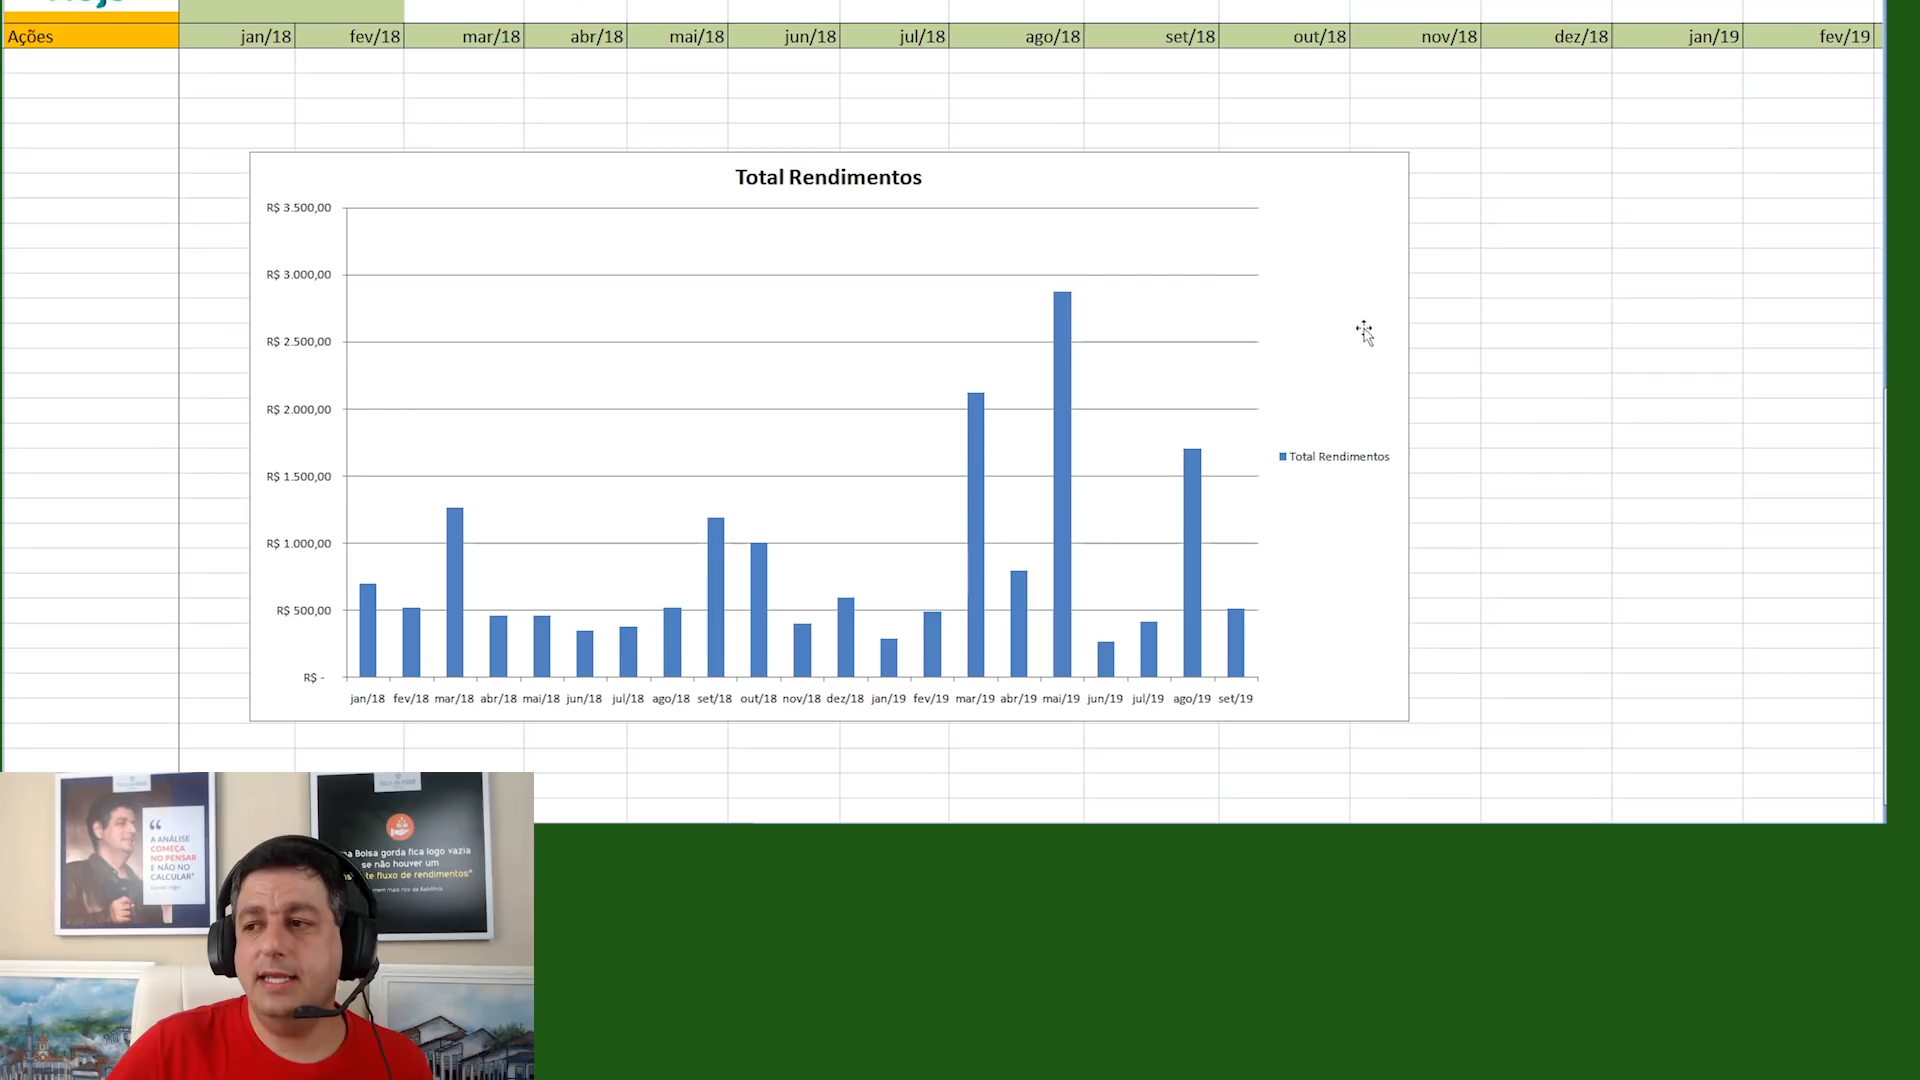 Ações jan/18 fev/18 mar/18 abr/18 mai/18 jun/18 jul/18 ago/18 set/18 out/18 nov/18 dez/18 jan/19 fev/19
Total Rendimentos
R$ 3.500,00
R$ 3.000,00
R$ 2.500,00
R$ 2.000,00
R$ 1.500,00
R$ 1.000,00
R$ 500,00
R$ -
jan/18 fev/18 mar/18 abr/18 mai/18 jun/18 jul/18 ago/18 set/18 out/18 nov/18 dez/18 jan/19 fev/19 mar/19 abr/19 mai/19 jun/19 jul/19 ago/19 set/19
Total Rendimentos
“
A ANÁLISE
COMEÇA
NO PENSAR
E NÃO NO
CALCULAR”
Bolsa gorda fica logo vazia
se não houver um
te fluxo de rendimentos”
mem mais rico da Babilônia